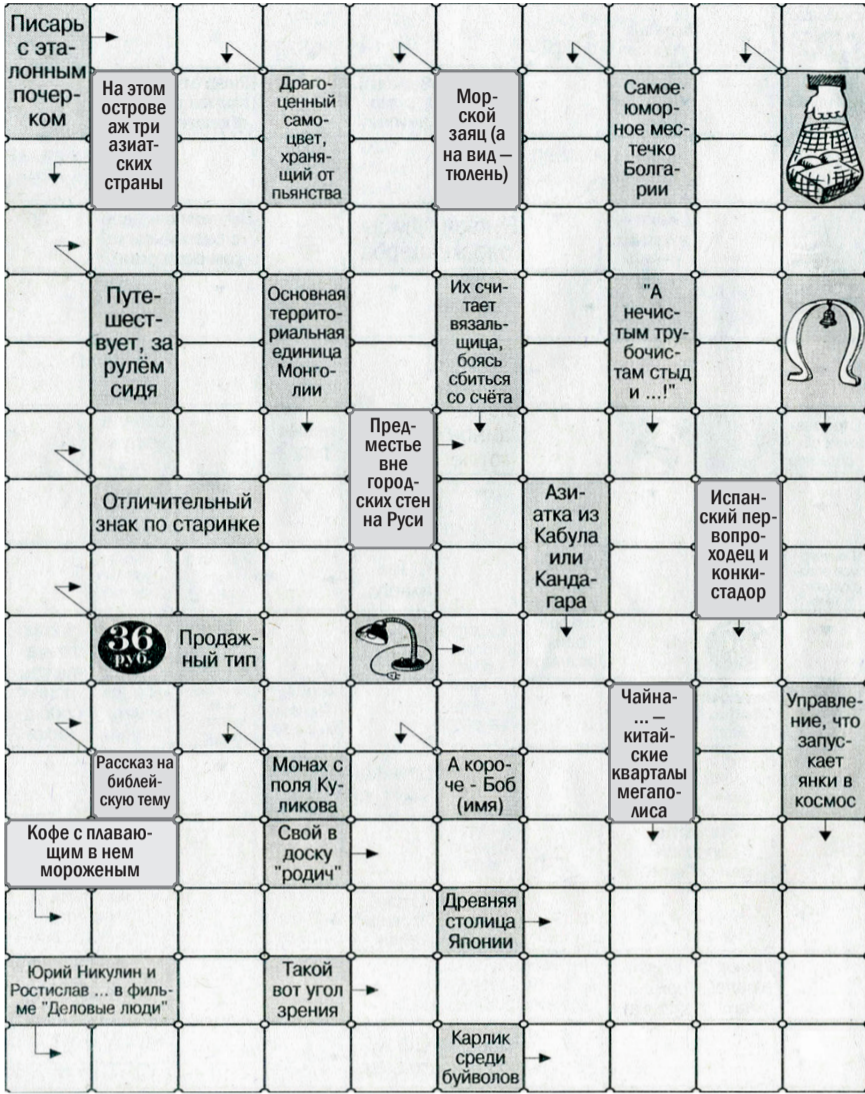 Писарь
с эта-
лонным
почер-
ком
На этом
острове
аж три
азиат-
ских
страны
Драго-
ценный
само-
цвет,
храня-
щий от
пьянства
Мор-
ской
заяц (а
на вид –
тюлень)
Самое
юмор-
ное мес-
течко
Болга-
рии
Путе-
шест-
вует, за
рулём
сидя
Основная
террито-
риальная
единица
Монго-
лии
Их счи-
тает
вязаль-
щица,
боясь
сбиться
со счёта
"А
нечис-
тым тру-
бочис-
там стыд
и ...!"
Пред-
местье
вне
город-
ских стен
на Руси
Отличительный
знак по старинке
Ази-
атка из
Кабула
или
Канда-
гара
Испан-
ский пер-
вопро-
ходец и
конки-
стадор
36
руб.
Продаж-
ный тип
Чайна-
... –
китай-
ские
кварталы
мегапо-
лиса
Управле-
ние, что
запус-
кает
янки в
космос
Рассказ на
библей-
скую тему
Монах с
поля Ку-
ликова
А коро-
че - Боб
(имя)
Кофе с плаваю-
щим в нем
мороженым
Свой в
доску
"родич"
Древняя
столица
Японии
Юрий Никулин и
Ростислав ... в филь-
ме "Деловые люди"
Такой
вот угол
зрения
Карлик
среди
буйволов